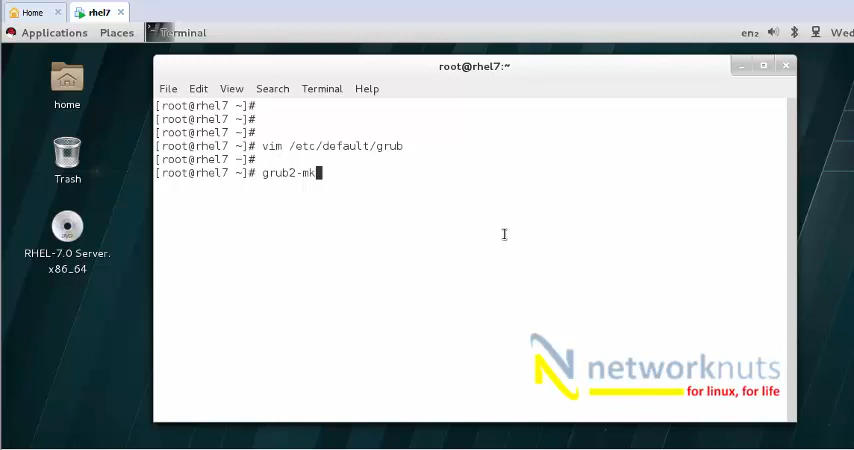 Home
rhel7
Applications Places Terminal en₂ Wed
root@rhel7:~
File Edit View Search Terminal Help
[root@rhel7 ~]#
[root@rhel7 ~]#
[root@rhel7 ~]#
[root@rhel7 ~]# vim /etc/default/grub
[root@rhel7 ~]#
[root@rhel7 ~]# grub2-mk
home
Trash
RHEL-7.0 Server.
x86_64
networknuts
for linux, for life